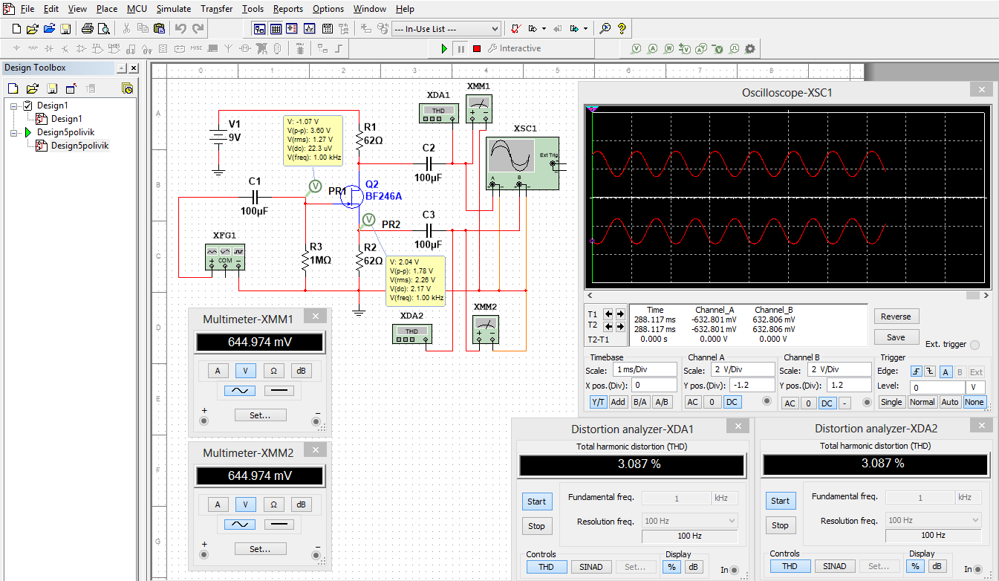 File Edit View Place MCU Simulate Transfer Tools Reports Options Window Help
--- In-Use List ---
Interactive
MISC
Design Toolbox
Design1
Design1
Design5polivik
Design5polivik
0 1 2 3 4 5 6 7 8
A
B
C
D
E
F
G
V1
9V
V: -1.07 V
V(p-p): 3.60 V
V(rms): 1.27 V
V(dc): 22.3 uV
V(freq): 1.00 kHz
R1
62Ω
XDA1
THD
XMM1
XSC1
Ext Trig
A
B
C2
100µF
C1
100µF
PR1
Q2
BF246A
PR2
C3
100µF
XFG1
COM
R3
1MΩ
R2
62Ω
V: 2.04 V
V(p-p): 1.78 V
V(rms): 2.26 V
V(dc): 2.17 V
V(freq): 1.00 kHz
XDA2
THD
XMM2
Multimeter-XMM1
644.974 mV
A V Ω dB
+ Set... −
Multimeter-XMM2
644.974 mV
A V Ω dB
+ Set... −
Oscilloscope-XSC1
T1
T2
T2-T1
Time Channel_A Channel_B
288.117 ms -632.801 mV 632.806 mV
288.117 ms -632.801 mV 632.806 mV
0.000 s 0.000 V 0.000 V
Reverse
Save
Ext. trigger
Timebase
Scale: 1 ms/Div
X pos.(Div): 0
Y/T Add B/A A/B
Channel A
Scale: 2 V/Div
Y pos.(Div): -1.2
AC 0 DC
Channel B
Scale: 2 V/Div
Y pos.(Div): 1.2
AC 0 DC -
Trigger
Edge: A B Ext
Level: 0 V
Single Normal Auto None
Distortion analyzer-XDA1
Total harmonic distortion (THD)
3.087 %
Start
Stop
Fundamental freq. 1 kHz
Resolution freq. 100 Hz
100 Hz
Controls
THD SINAD Set...
Display
% dB
In
Distortion analyzer-XDA2
Total harmonic distortion (THD)
3.087 %
Start
Stop
Fundamental freq. 1 kHz
Resolution freq. 100 Hz
100 Hz
Controls
THD SINAD Set...
Display
% dB
In